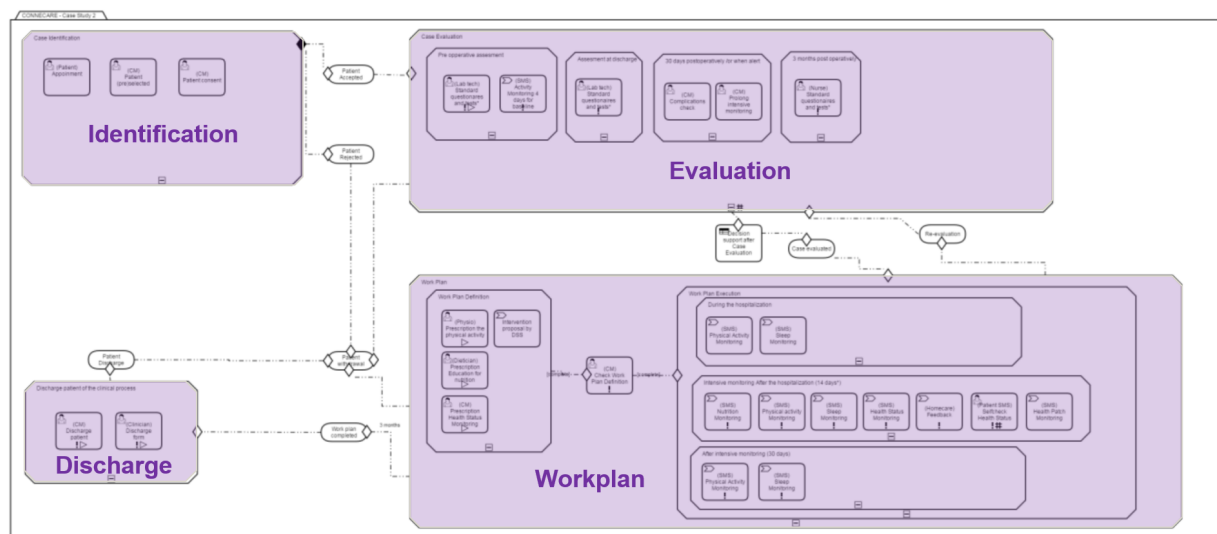 CONNECARE - Case Study 2
Case Identification
(Patient)
Appointment
(CM)
Patient
(CM)
Patient consent
Identification
Patient
Accepted
Patient
Rejected
Case Evaluation
Pre opperative assesment
(Lab tech)
Standard
questionaires
and tests*
(SMS)
Activity
Monitoring 4
days for
baseline
Assesment at discharge
(Lab tech)
Standard
questionaires
and tests*
30 days postoperatively (or when alert
(CM)
Complications
check
(CM)
intensive
monitoring
3 months post operatively
(Nurse)
Standard
questionaires
and tests*
Evaluation
Decision
support after
Case
Evaluation
Case evaluated
Re-evaluation
Work Plan
Work Plan Definition
(Physio)
Prescription the
physical activity
Intervention
proposal by
DSS
(Dietician)
Prescription
Education for
nutrition
(CM)
Prescription
Health Status
Monitoring
(CM)
Check Work
Plan Definition
Work Plan Execution
During the hospitalization
(SMS)
Physical Activity
Monitoring
(SMS)
Sleep
Monitoring
Intensive monitoring After the hospitalization (14 days*)
(SMS)
Nutrition
Monitoring
(SMS)
Physical activity
Monitoring
(SMS)
Sleep
Monitoring
(SMS)
Health Status
Monitoring
(Homecare)
Feedback
(Patient SMS)
Selfcheck
Health Status
(SMS)
Health Patch
Monitoring
After intensive monitoring (30 days)
(SMS)
Physical Activity
Monitoring
(SMS)
Sleep
Monitoring
Workplan
Patient
Discharge
Patient
withdrawal
Discharge patient of the clinical process
(CM)
Discharge
patient
(Clinician)
Discharge
form
Discharge
Work plan
completed
3 months